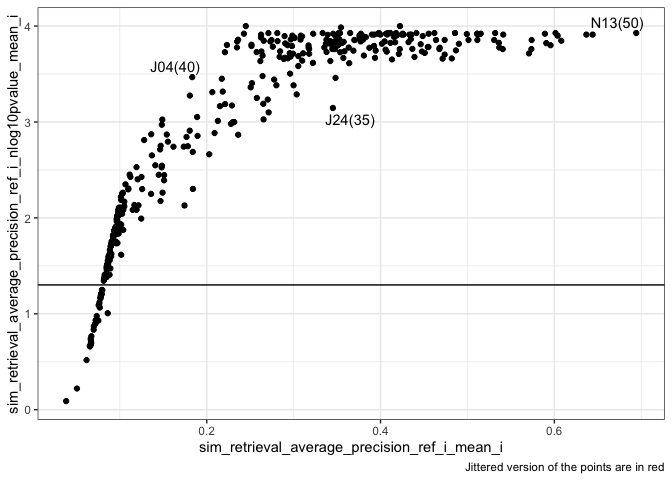 sim_retrieval_average_precision_ref_i_nlog10pvalue_mean_i
4
3
2
1
0
N13(50)
J04(40)
J24(35)
0.2
0.4
0.6
sim_retrieval_average_precision_ref_i_mean_i
Jittered version of the points are in red